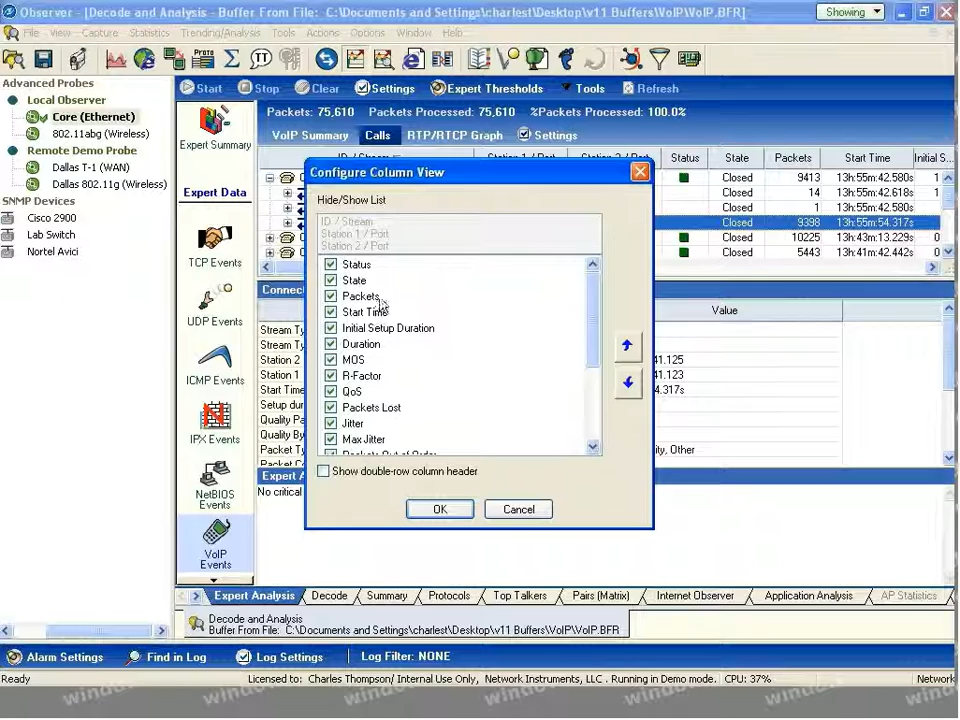 Observer - [Decode and Analysis - Buffer From File: C:\Documents and Settings\charlest\Desktop\v11 Buffers\VoIP\VoIP.BFR]
Showing
File View Capture Statistics Trending/Analysis Tools Actions Options Window Help
Advanced Probes
Local Observer
Core (Ethernet)
802.11abg (Wireless)
Remote Demo Probe
Dallas T-1 (WAN)
Dallas 802.11g (Wireless)
SNMP Devices
Cisco 2900
Lab Switch
Nortel Avici
Start Stop Clear Settings Expert Thresholds Tools Refresh
Packets: 75,610 Packets Processed: 75,610 %Packets Processed: 100.0%
VoIP Summary Calls RTP/RTCP Graph Settings
Expert Summary
Expert Data
TCP Events
UDP Events
ICMP Events
IPX Events
NetBIOS Events
VoIP Events
Status State Packets Start Time Initial S
Closed 9413 13h:55m:42.580s 1
Closed 14 13h:55m:42.618s 1
Closed 1 13h:55m:42.580s
Closed 9398 13h:55m:54.317s
Closed 10225 13h:43m:13.229s 0
Closed 5443 13h:41m:42.442s 0
Configure Column View
Hide/Show List
ID / Stream
Station 1 / Port
Station 2 / Port
Status
State
Packets
Start Time
Initial Setup Duration
Duration
MOS
R-Factor
QoS
Packets Lost
Jitter
Max Jitter
Packets Out of Order
Show double-row column header
OK Cancel
Connec
Value
Stream Ty
Stream Ty
Station 2 41.125
Station 1 41.123
Start Time 4.317s
Setup dur
Quality Pa
Quality By
Packet Ty ity, Other
Packet Co
Expert A
No critical
Expert Analysis Decode Summary Protocols Top Talkers Pairs (Matrix) Internet Observer Application Analysis AP Statistics
Decode and Analysis
Buffer From File: C:\Documents and Settings\charlest\Desktop\v11 Buffers\VoIP\VoIP.BFR
Alarm Settings Find in Log Log Settings Log Filter: NONE
Ready Licensed to: Charles Thompson/ Internal Use Only, Network Instruments, LLC . Running in Demo mode. CPU: 37% Network